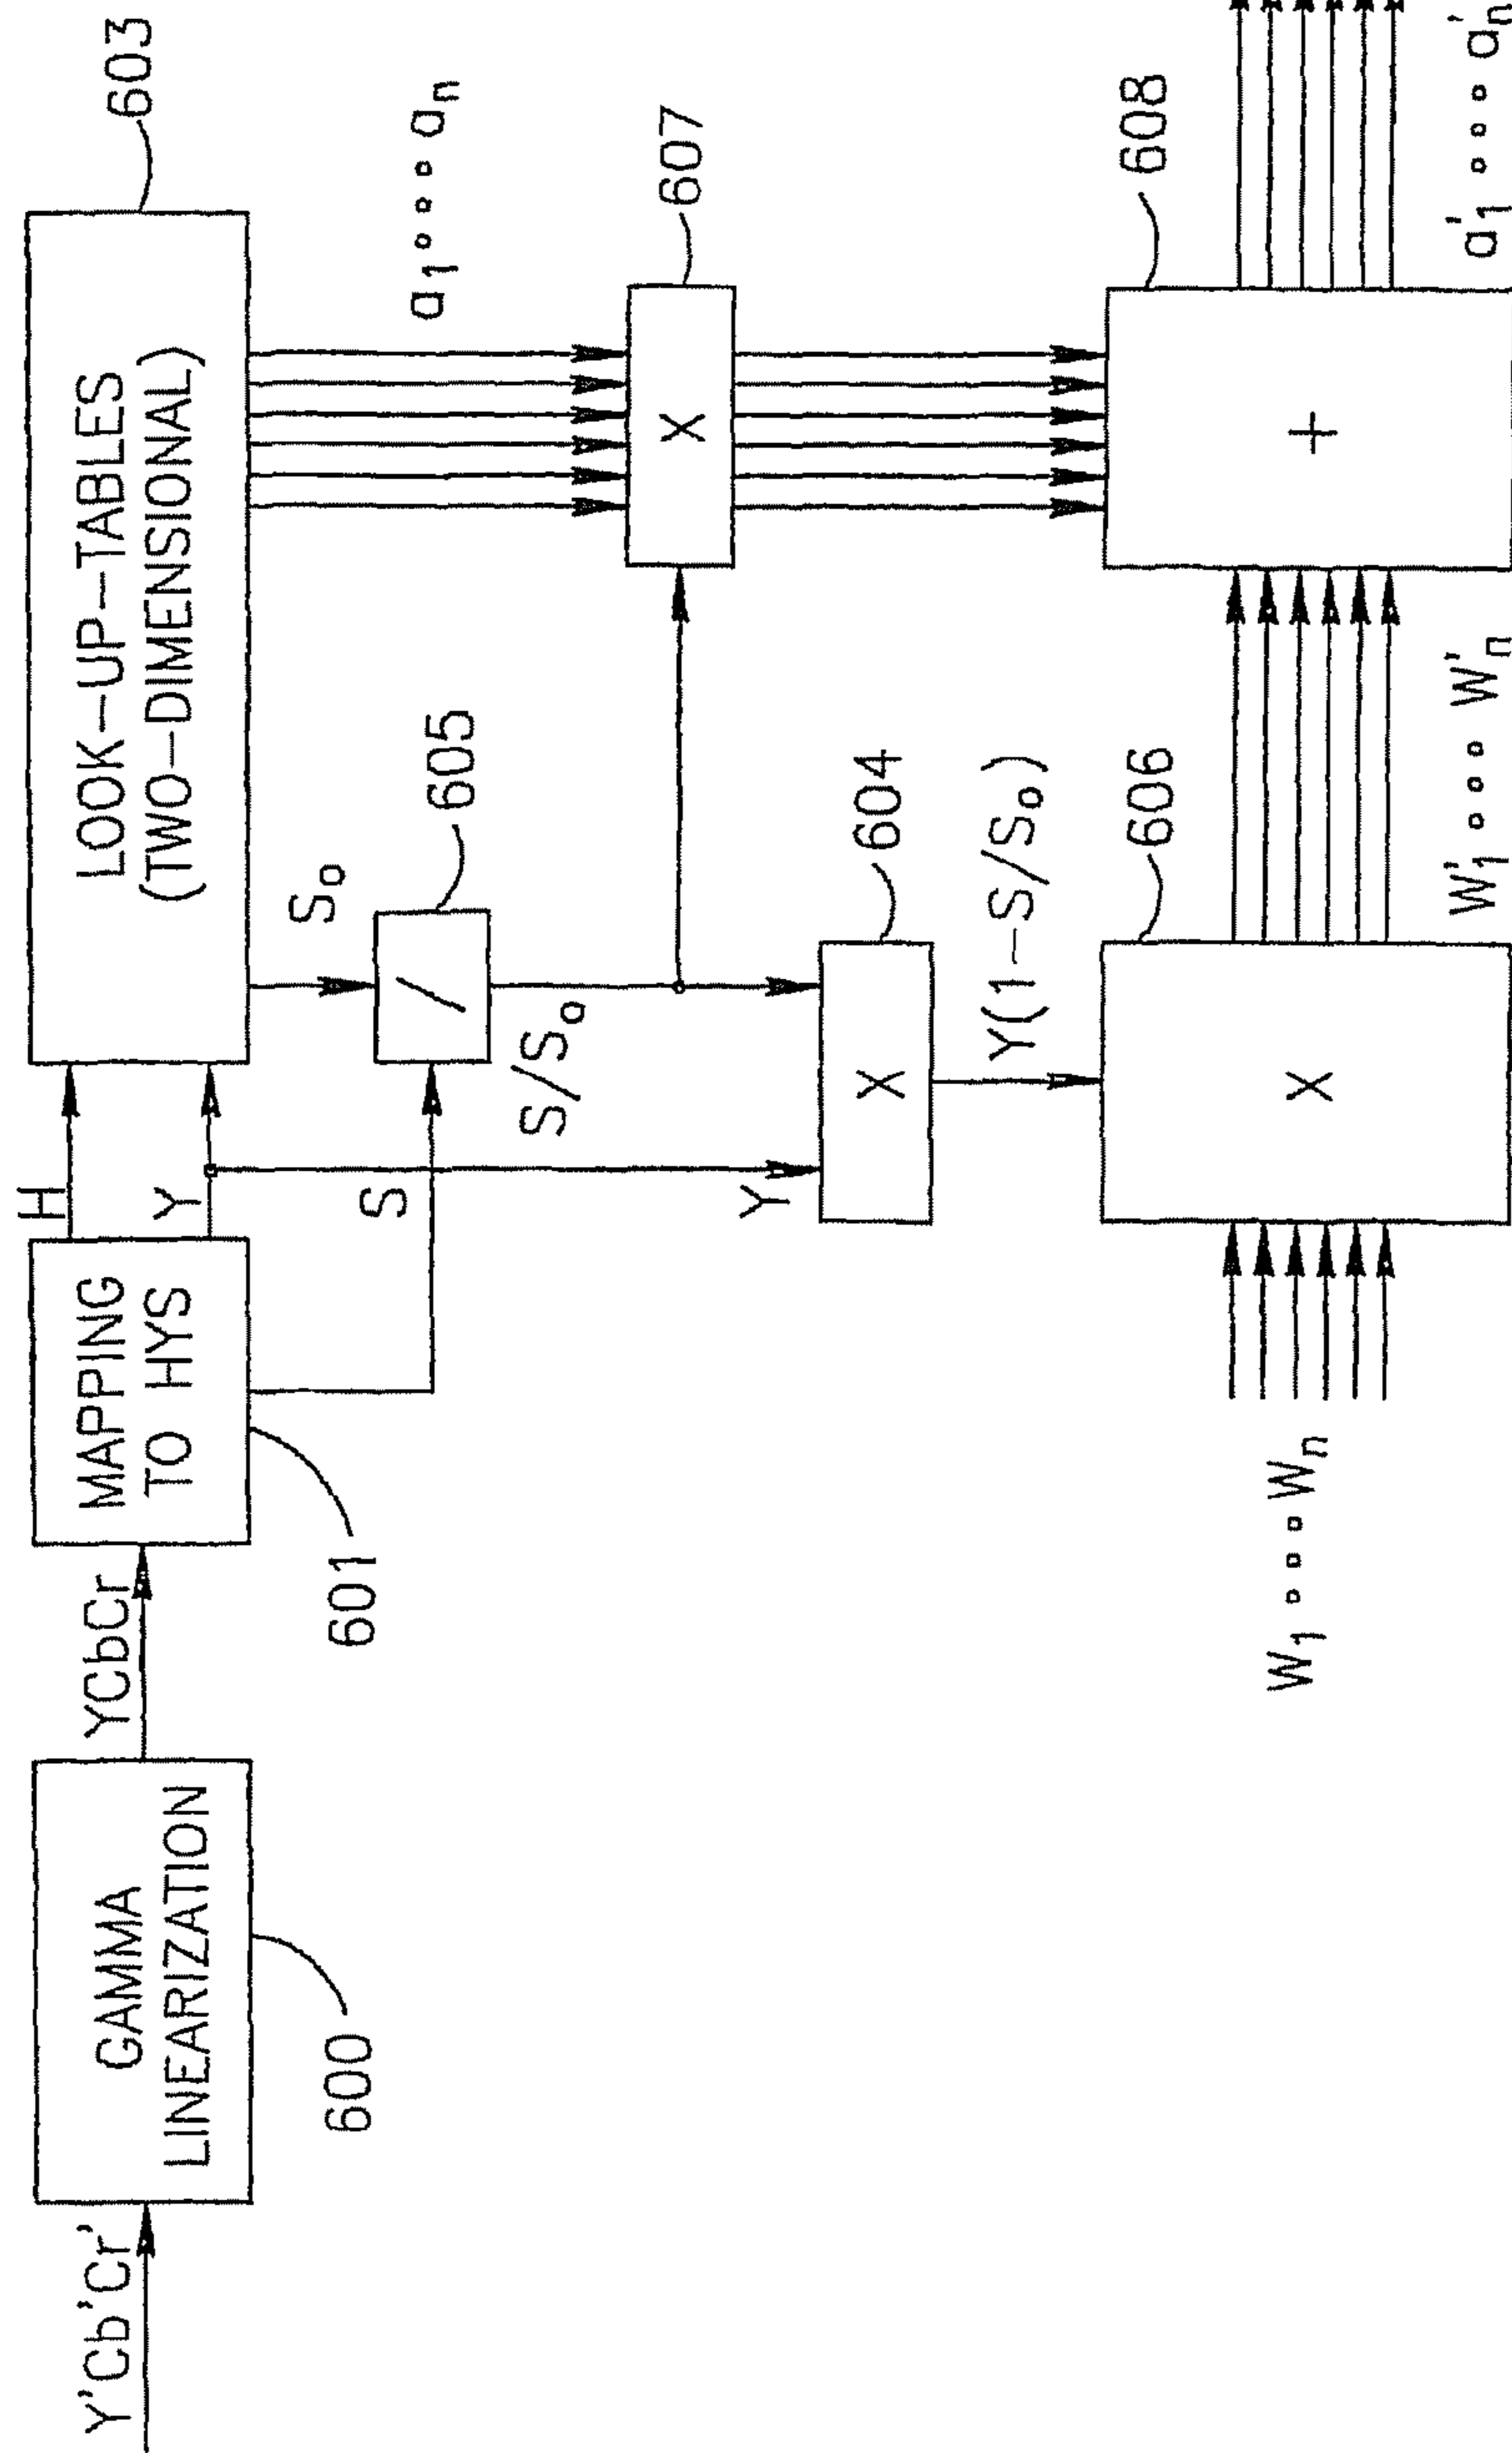 Y'Cb'Cr'
GAMMA
LINEARIZATION
600
YCbCr
MAPPING
TO HYS
601
H
Y
S
LOOK-UP-TABLES
(TWO-DIMENSIONAL)
603
S₀
/
605
S/S₀
a₁ ∘ ∘ ∘ aₙ
X
607
Y
X
604
Y(1-S/S₀)
W₁ ∘ ∘ ∘ Wₙ
X
606
W'₁ ∘ ∘ ∘ W'ₙ
+
608
a'₁ ∘ ∘ ∘ a'ₙ